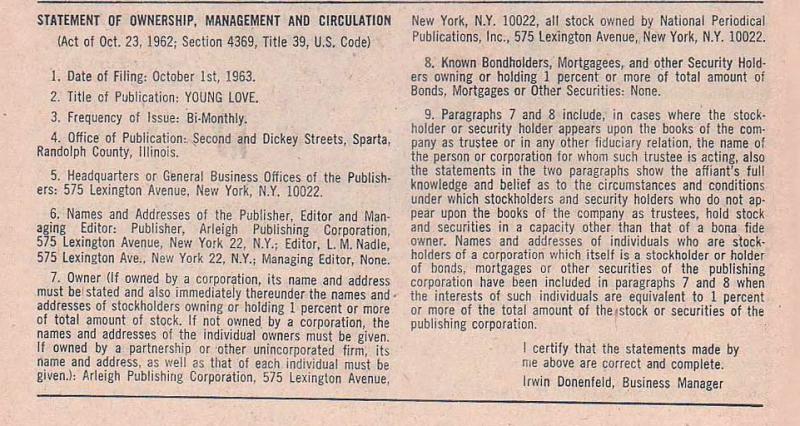 STATEMENT OF OWNERSHIP, MANAGEMENT AND CIRCULATION
(Act of Oct. 23, 1962; Section 4369, Title 39, U.S. Code)
1. Date of Filing: October 1st, 1963.
2. Title of Publication: YOUNG LOVE.
3. Frequency of Issue: Bi-Monthly.
4. Office of Publication: Second and Dickey Streets, Sparta,
Randolph County, Illinois.
5. Headquarters or General Business Offices of the Publish-
ers: 575 Lexington Avenue, New York, N.Y. 10022.
6. Names and Addresses of the Publisher, Editor and Man-
aging Editor: Publisher, Arleigh Publishing Corporation,
575 Lexington Avenue, New York 22, N.Y.; Editor, L. M. Nadle,
575 Lexington Ave., New York 22, N.Y.; Managing Editor, None.
7. Owner (If owned by a corporation, its name and address
must be stated and also immediately thereunder the names and
addresses of stockholders owning or holding 1 percent or more
of total amount of stock. If not owned by a corporation, the
names and addresses of the individual owners must be given.
If owned by a partnership or other unincorporated firm, its
name and address, as well as that of each individual must be
given.): Arleigh Publishing Corporation, 575 Lexington Avenue,
New York, N.Y. 10022, all stock owned by National Periodical
Publications, Inc., 575 Lexington Avenue, New York, N.Y. 10022.
8. Known Bondholders, Mortgagees, and other Security Hold-
ers owning or holding 1 percent or more of total amount of
Bonds, Mortgages or Other Securities: None.
9. Paragraphs 7 and 8 include, in cases where the stock-
holder or security holder appears upon the books of the com-
pany as trustee or in any other fiduciary relation, the name of
the person or corporation for whom such trustee is acting, also
the statements in the two paragraphs show the affiant's full
knowledge and belief as to the circumstances and conditions
under which stockholders and security holders who do not ap-
pear upon the books of the company as trustees, hold stock
and securities in a capacity other than that of a bona fide
owner. Names and addresses of individuals who are stock-
holders of a corporation which itself is a stockholder or holder
of bonds, mortgages or other securities of the publishing
corporation have been included in paragraphs 7 and 8 when
the interests of such individuals are equivalent to 1 percent
or more of the total amount of the stock or securities of the
publishing corporation.
I certify that the statements made by
me above are correct and complete.
Irwin Donenfeld, Business Manager